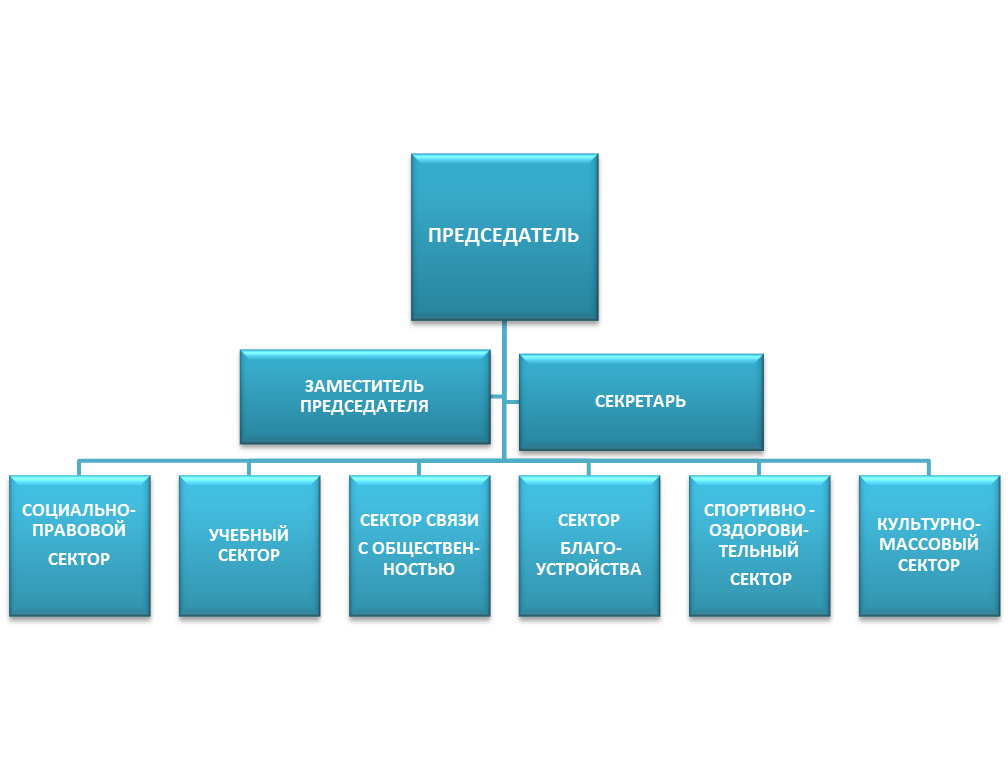 ПРЕДСЕДАТЕЛЬ
ЗАМЕСТИТЕЛЬ
ПРЕДСЕДАТЕЛЯ
СЕКРЕТАРЬ
СОЦИАЛЬНО-
ПРАВОВОЙ
СЕКТОР
УЧЕБНЫЙ
СЕКТОР
СЕКТОР СВЯЗИ
С ОБЩЕСТВЕН-
НОСТЬЮ
СЕКТОР
БЛАГО-
УСТРОЙСТВА
СПОРТИВНО -
ОЗДОРОВИ-
ТЕЛЬНЫЙ
СЕКТОР
КУЛЬТУРНО-
МАССОВЫЙ
СЕКТОР